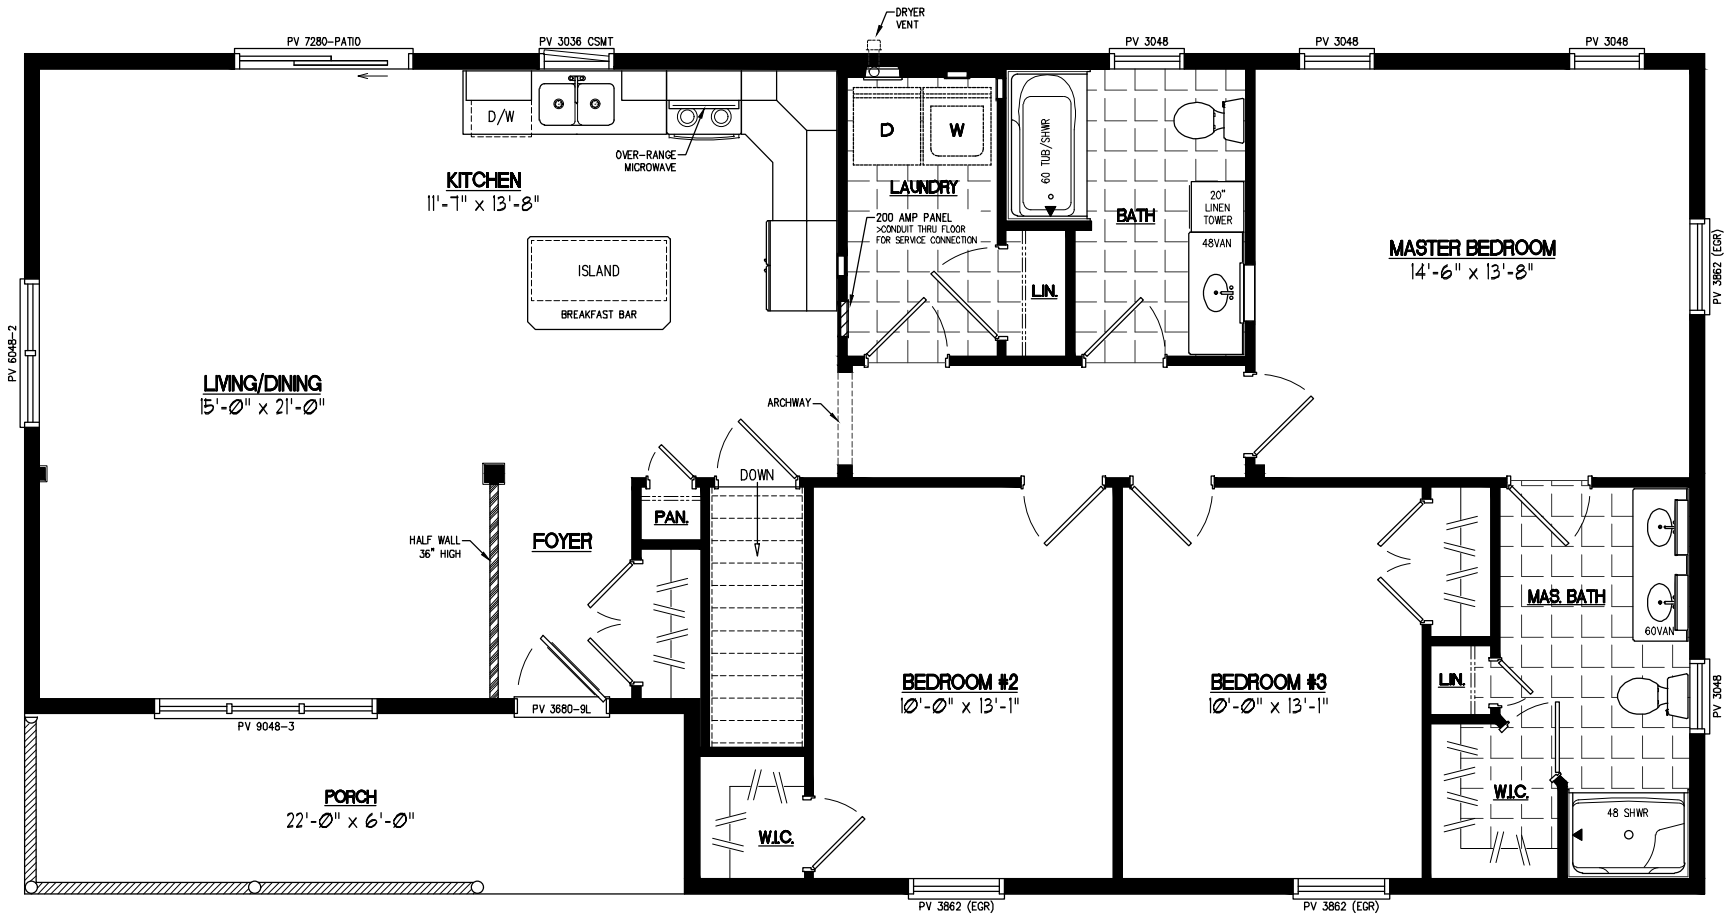 DRYER
VENT
PV 7280-PATIO
PV 3036 CSMT
PV 3048
PV 3048
PV 3048
D/W
OVER-RANGE
MICROWAVE
D
W
60 TUB/SHWR
KITCHEN
11'-7" x 13'-8"
LAUNDRY
200 AMP PANEL
>CONDUIT THRU FLOOR
FOR SERVICE CONNECTION
BATH
20"
LINEN
TOWER
48VAN
MASTER BEDROOM
14'-6" x 13'-8"
PV 3862 (EGR)
ISLAND
BREAKFAST BAR
LIN.
PV 6048-2
LIVING/DINING
15'-0" x 21'-0"
ARCHWAY
DOWN
PAN.
HALF WALL
36" HIGH
FOYER
MAS. BATH
60VAN
BEDROOM #2
10'-0" x 13'-1"
BEDROOM #3
10'-0" x 13'-1"
LIN.
PV 3048
PV 3680-9L
PV 9048-3
PORCH
22'-0" x 6'-0"
W.I.C.
W.I.C.
48 SHWR
PV 3862 (EGR)
PV 3862 (EGR)